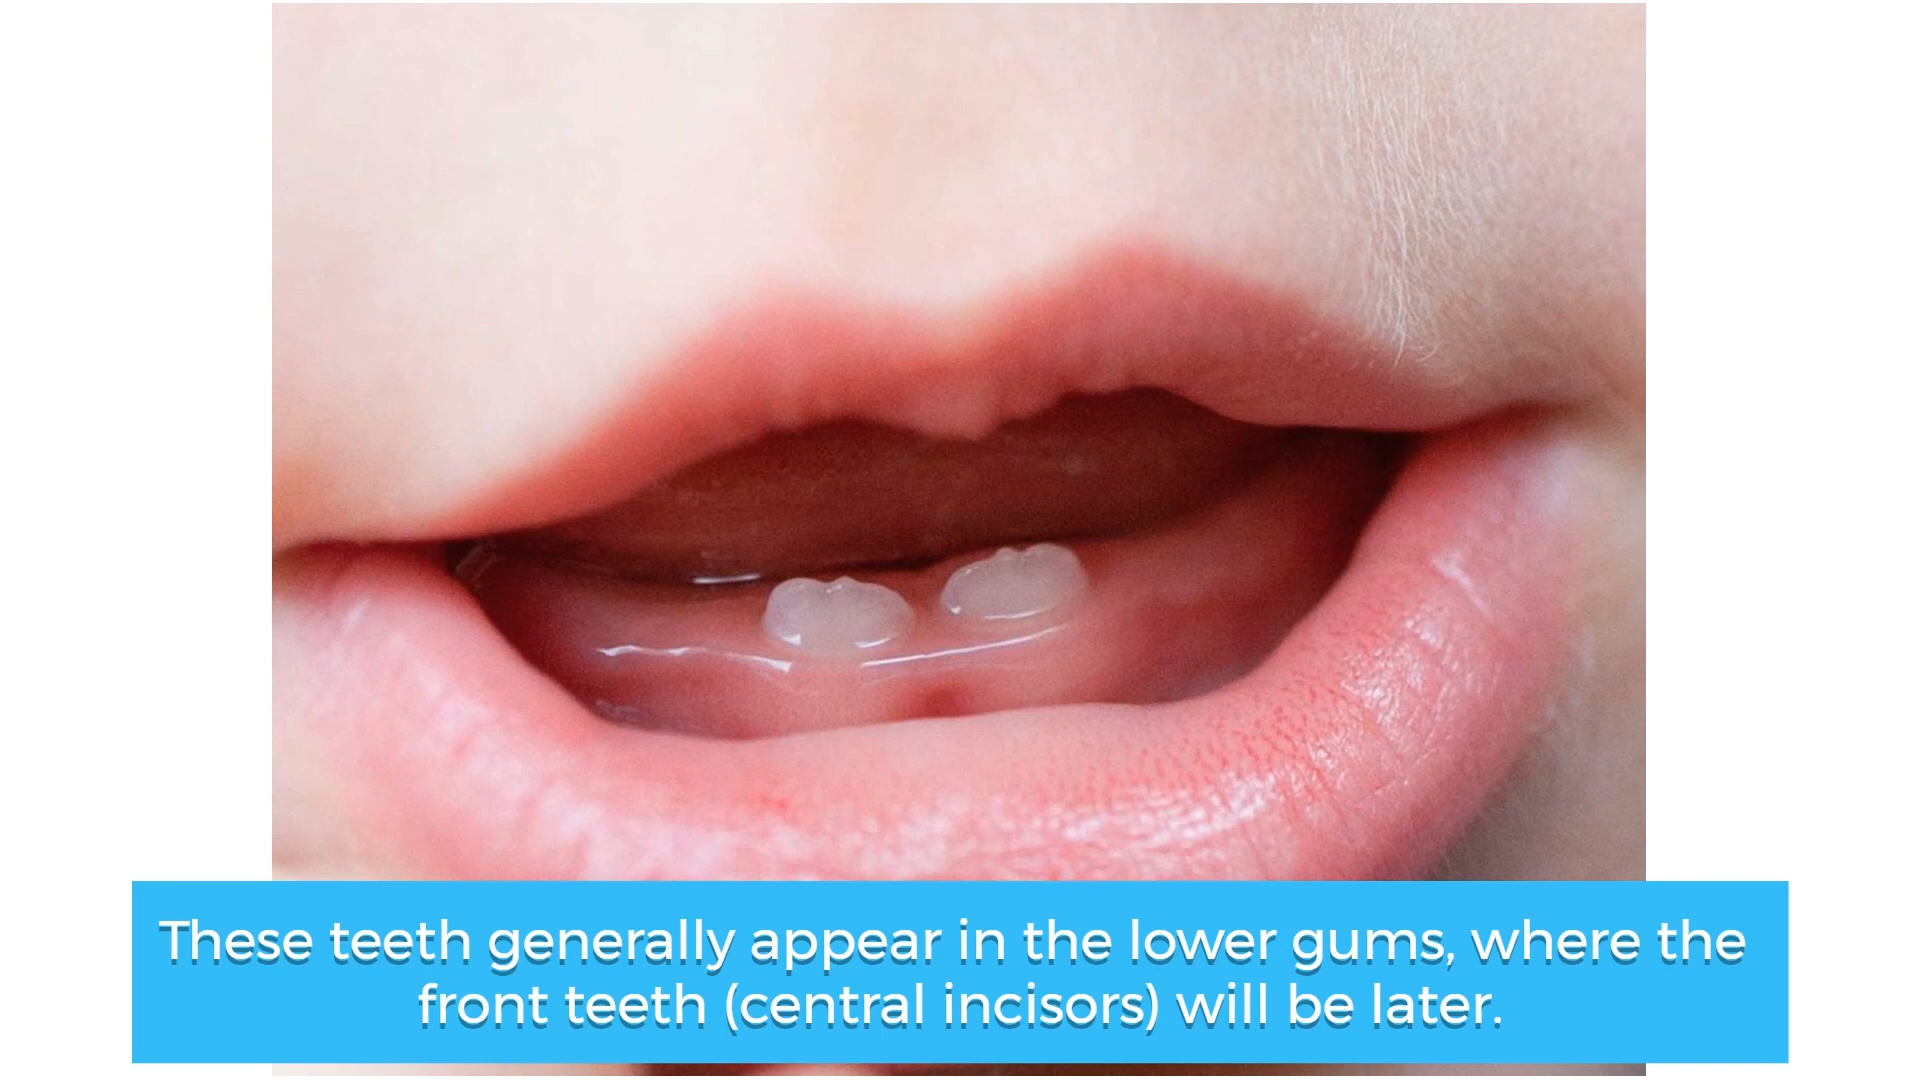 These teeth generally appear in the lower gums, where the
front teeth (central incisors) will be later.